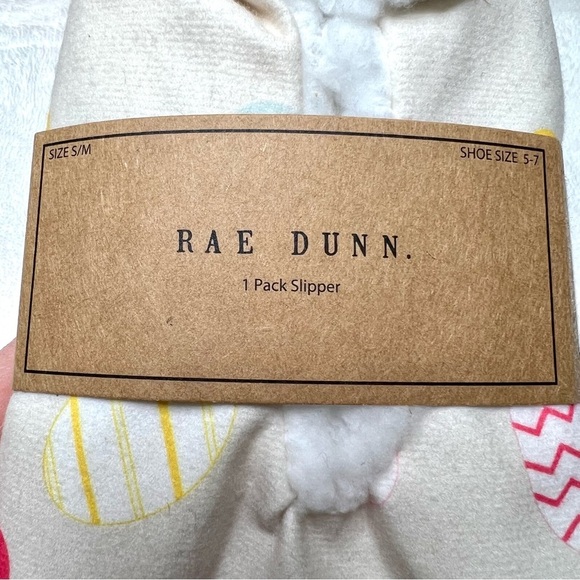 SIZE S/M
SHOE SIZE 5-7
RAE DUNN.
1 Pack Slipper